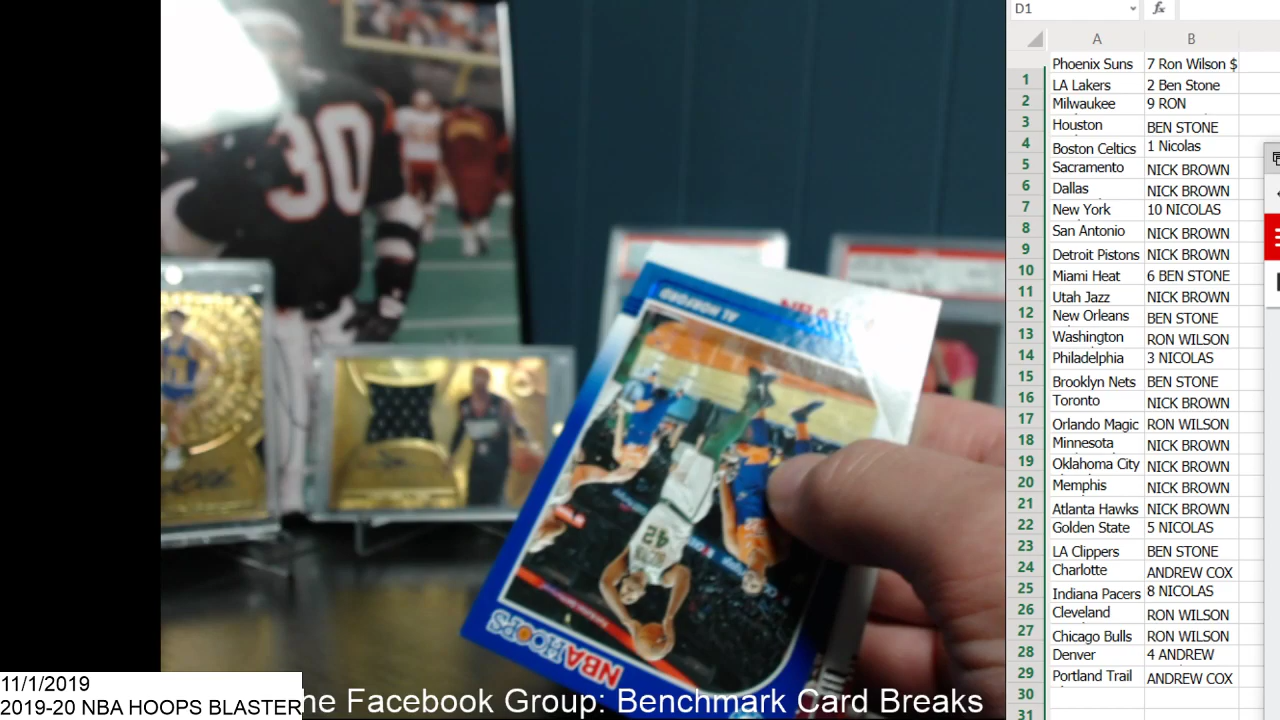 D1
fx
A B
Phoenix Suns 7 Ron Wilson $
1 LA Lakers 2 Ben Stone
2 Milwaukee 9 RON
3 Houston BEN STONE
4 Boston Celtics 1 Nicolas
5 Sacramento NICK BROWN
6 Dallas NICK BROWN
7 New York 10 NICOLAS
8 San Antonio NICK BROWN
9 Detroit Pistons NICK BROWN
10 Miami Heat 6 BEN STONE
11 Utah Jazz NICK BROWN
12 New Orleans BEN STONE
13 Washington RON WILSON
14 Philadelphia 3 NICOLAS
15 Brooklyn Nets BEN STONE
16 Toronto NICK BROWN
17 Orlando Magic RON WILSON
18 Minnesota NICK BROWN
19 Oklahoma City NICK BROWN
20 Memphis NICK BROWN
21 Atlanta Hawks NICK BROWN
22 Golden State 5 NICOLAS
23 LA Clippers BEN STONE
24 Charlotte ANDREW COX
25 Indiana Pacers 8 NICOLAS
26 Cleveland RON WILSON
27 Chicago Bulls RON WILSON
28 Denver 4 ANDREW
29 Portland Trail ANDREW COX
30
31
30
AL HORFORD
42
NBA HOOPS
11/1/2019
2019-20 NBA HOOPS BLASTER
he Facebook Group: Benchmark Card Breaks